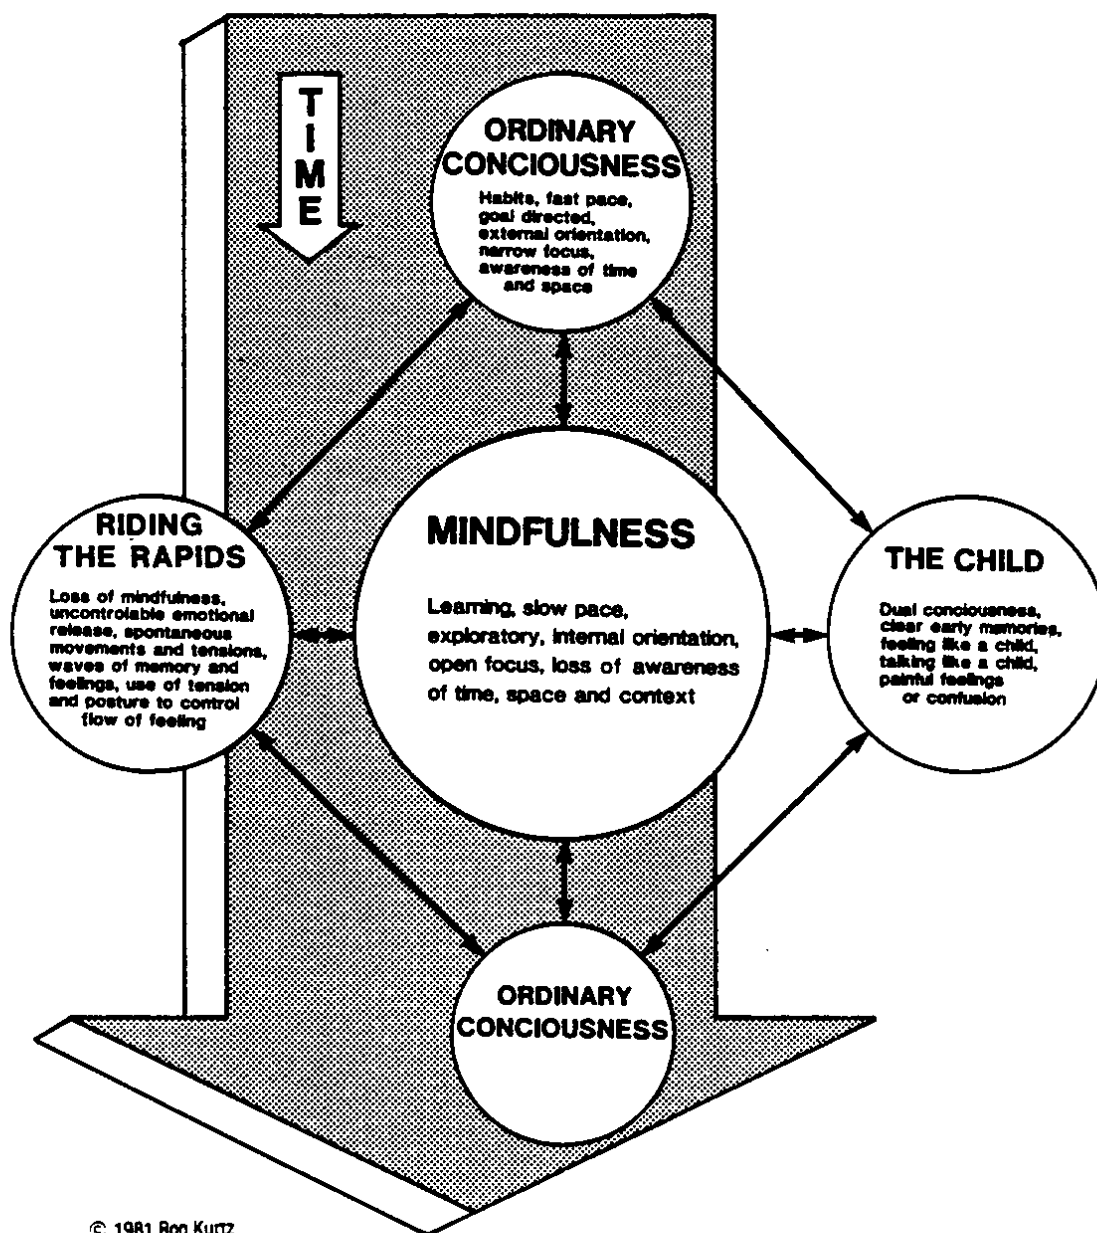 TIME
ORDINARY
CONCIOUSNESS
Habits, fast pace,
goal directed,
external orientation,
narrow focus,
awareness of time
and space
MINDFULNESS
Learning, slow pace,
exploratory, internal orientation,
open focus, loss of awareness
of time, space and context
RIDING
THE RAPIDS
Loss of mindfulness,
uncontrolable emotional
release, spontaneous
movements and tensions,
waves of memory and
feelings, use of tension
and posture to control
flow of feeling
THE CHILD
Dual conciousness,
clear early memories,
feeling like a child,
talking like a child,
painful feelings
or confusion
ORDINARY
CONCIOUSNESS
© 1981 Ron Kurtz